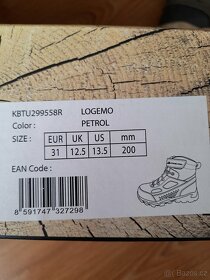 KBTU299558R LOGEMO
Color : PETROL
SIZE : EUR UK US mm
31 12.5 13.5 200
EAN Code :
8 591747 327298
Bazoš.cz